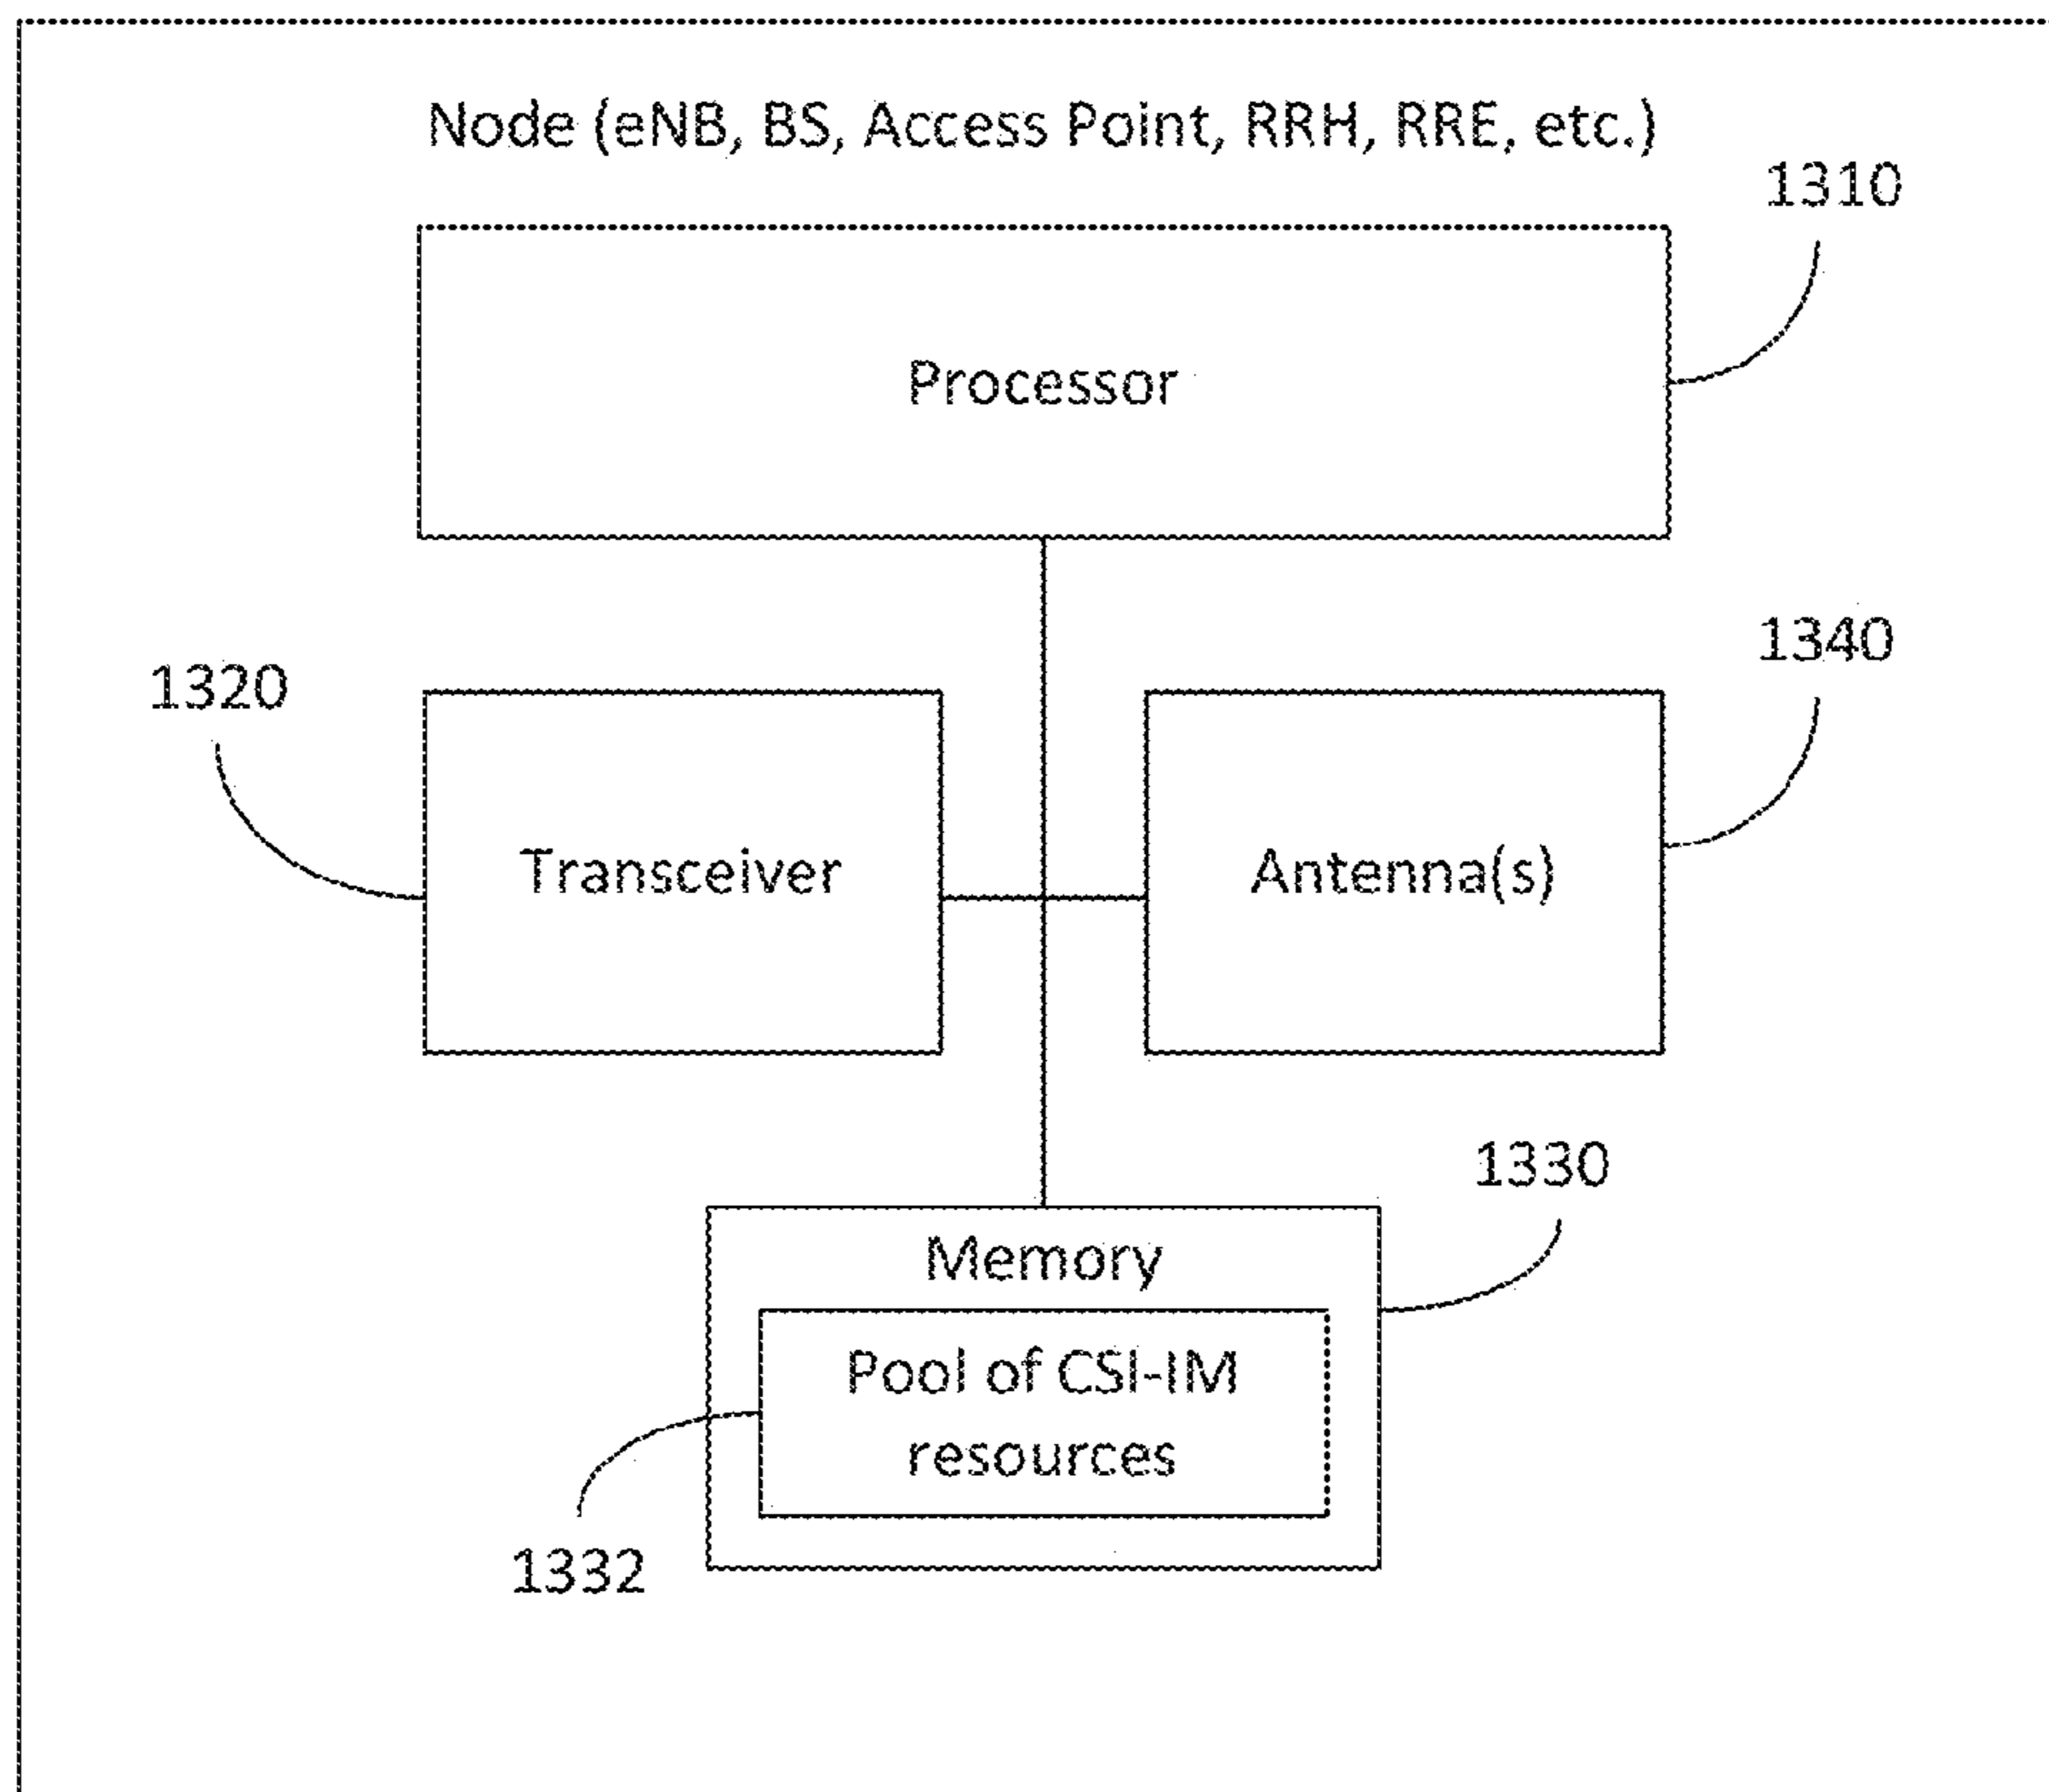 Node (eNB, BS, Access Point, RRH, RRE, etc.)
1310
Processor
1340
1320
Transceiver
Antenna(s)
1330
Memory
Pool of CSI-IM
resources
1332